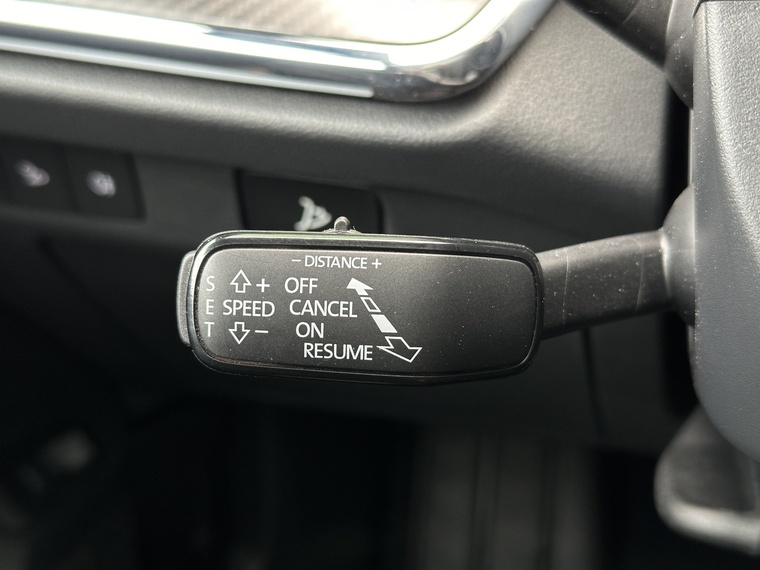 − DISTANCE +
S + OFF
E SPEED CANCEL
T − ON
RESUME